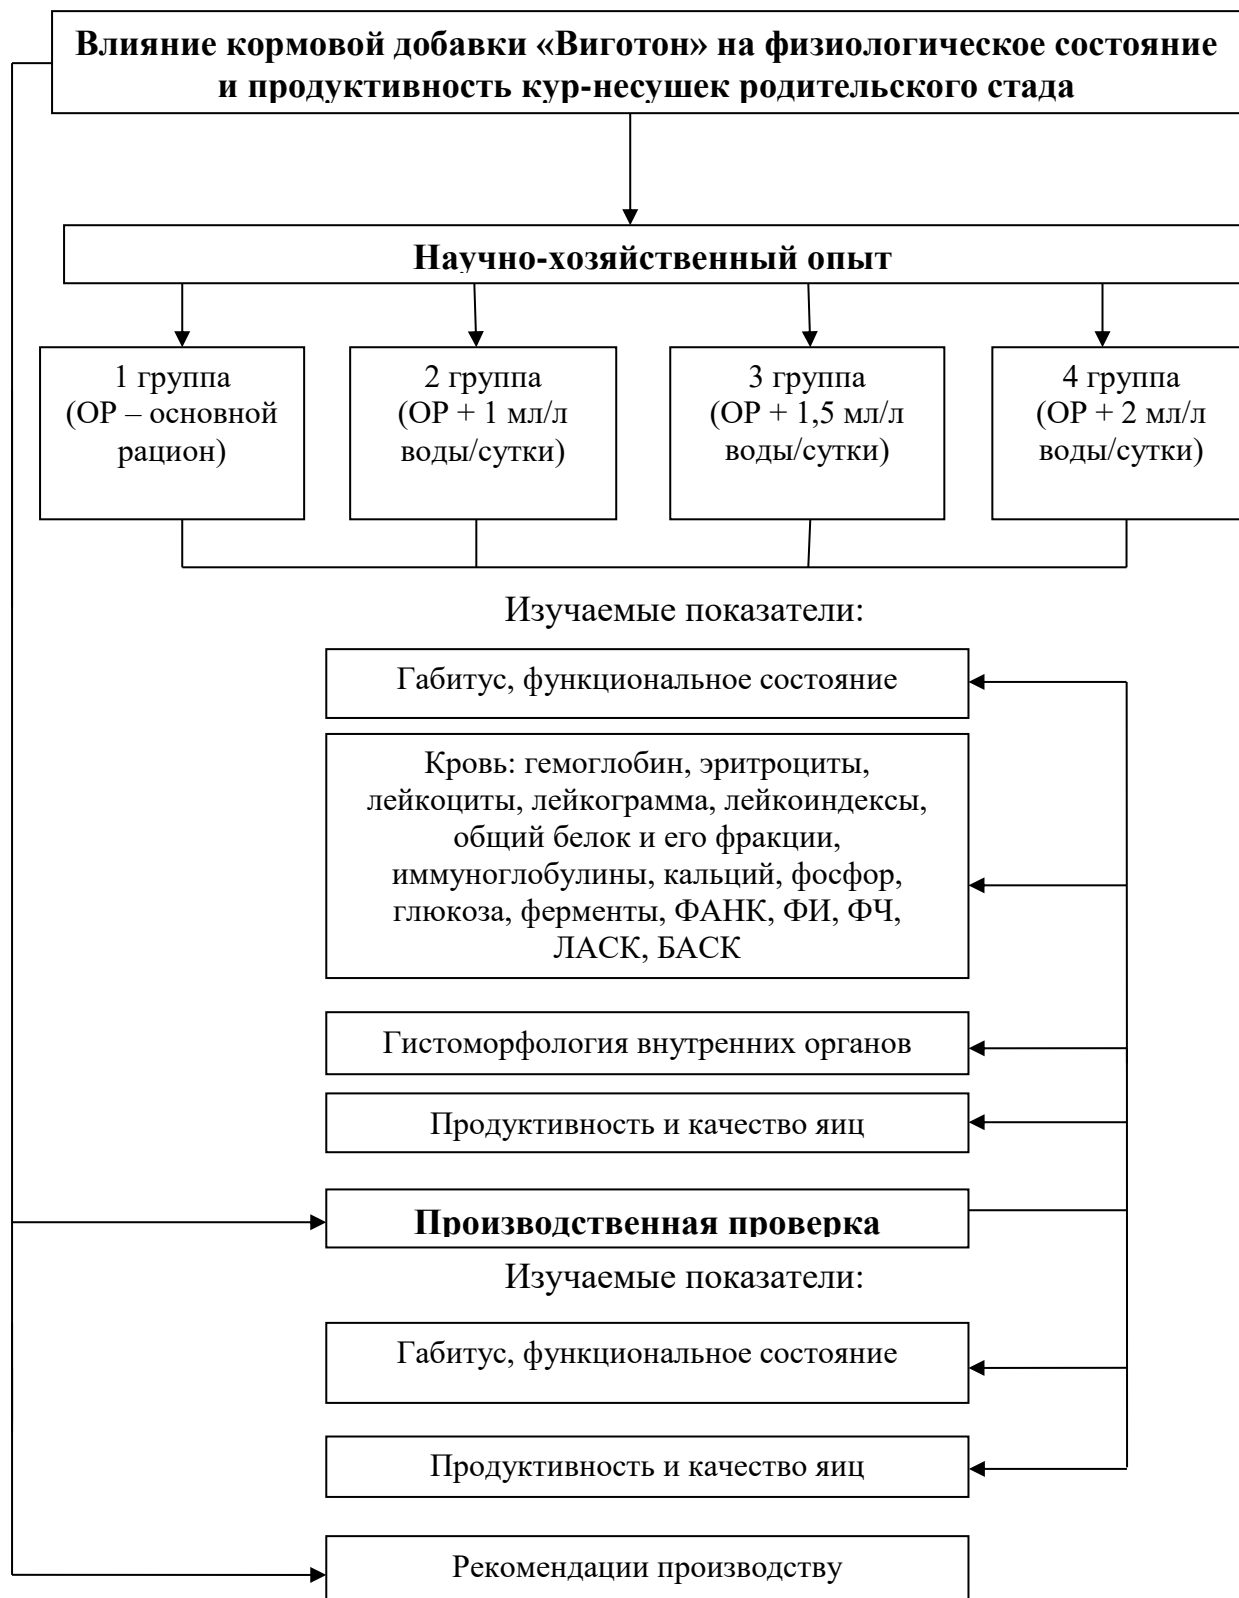 Влияние кормовой добавки «Виготон» на физиологическое состояние
и продуктивность кур-несушек родительского стада
Научно-хозяйственный опыт
1 группа
(ОР – основной
рацион)
2 группа
(ОР + 1 мл/л
воды/сутки)
3 группа
(ОР + 1,5 мл/л
воды/сутки)
4 группа
(ОР + 2 мл/л
воды/сутки)
Изучаемые показатели:
Габитус, функциональное состояние
Кровь: гемоглобин, эритроциты,
лейкоциты, лейкограмма, лейкоиндексы,
общий белок и его фракции,
иммуноглобулины, кальций, фосфор,
глюкоза, ферменты, ФАНК, ФИ, ФЧ,
ЛАСК, БАСК
Гистоморфология внутренних органов
Продуктивность и качество яиц
Производственная проверка
Изучаемые показатели:
Габитус, функциональное состояние
Продуктивность и качество яиц
Рекомендации производству